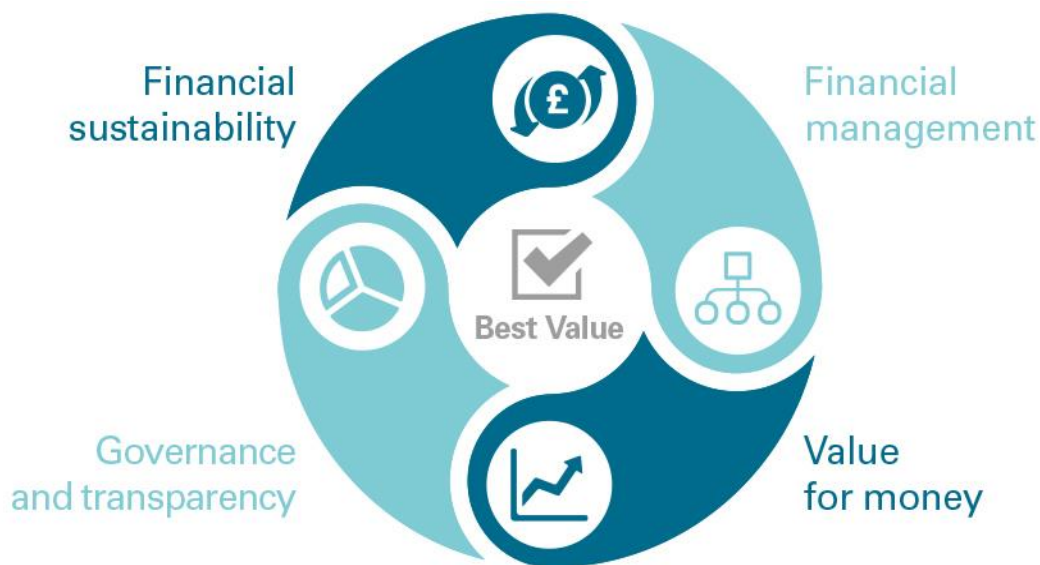 Financial
sustainability
£
Financial
management
Best Value
Governance
and transparency
Value
for money